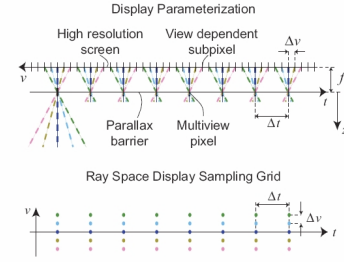 Display Parameterization
High resolution screen
View dependent subpixel
Δv
v
f
t
Parallax barrier
Multiview pixel
Δt
z
Ray Space Display Sampling Grid
Δt
v
Δv
t